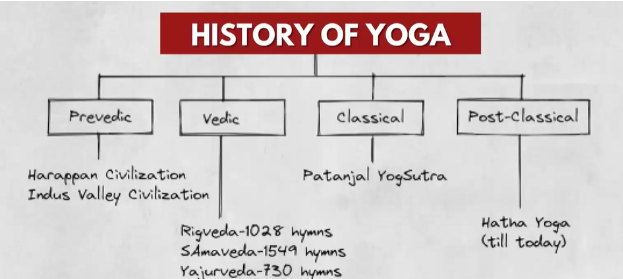 HISTORY OF YOGA
Prevedic
Vedic
Classical
Post-Classical
Harappan Civilization
Indus Valley Civilization
Patanjal YogSutra
Rigveda-1028 hymns
SAmaveda-1549 hymns
Yajurveda-730 hymns
Hatha Yoga
(till today)